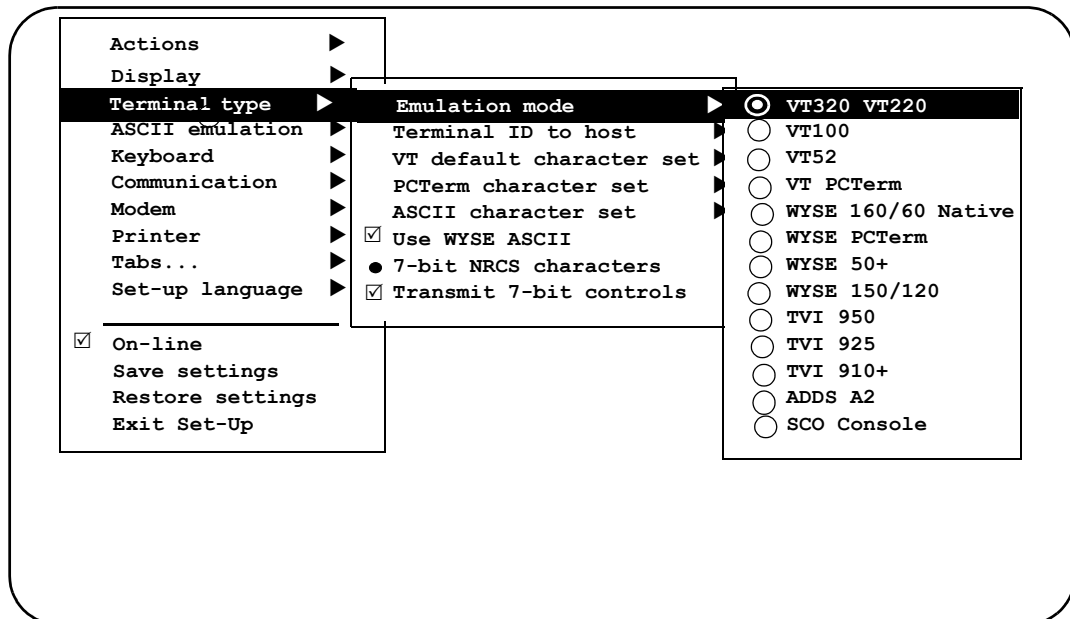 Actions
Display
Terminal type
ASCII emulation
Keyboard
Communication
Modem
Printer
Tabs...
Set-up language
On-line
Save settings
Restore settings
Exit Set-Up
Emulation mode
Terminal ID to host
VT default character set
PCTerm character set
ASCII character set
Use WYSE ASCII
7-bit NRCS characters
Transmit 7-bit controls
VT320 VT220
VT100
VT52
VT PCTerm
WYSE 160/60 Native
WYSE PCTerm
WYSE 50+
WYSE 150/120
TVI 950
TVI 925
TVI 910+
ADDS A2
SCO Console